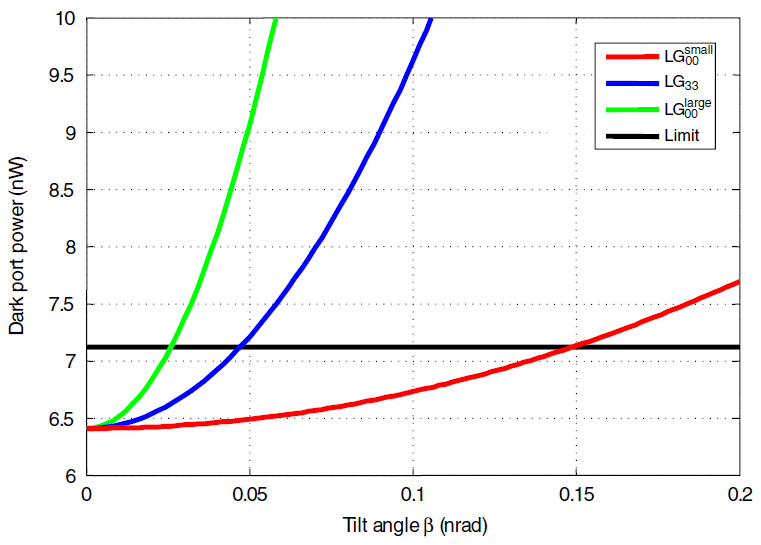 10
9.5
9
8.5
8
7.5
7
6.5
6
0
0.05
0.1
0.15
0.2
Dark port power (nW)
Tilt angle β (nrad)
LG00small
LG33
LG00large
Limit